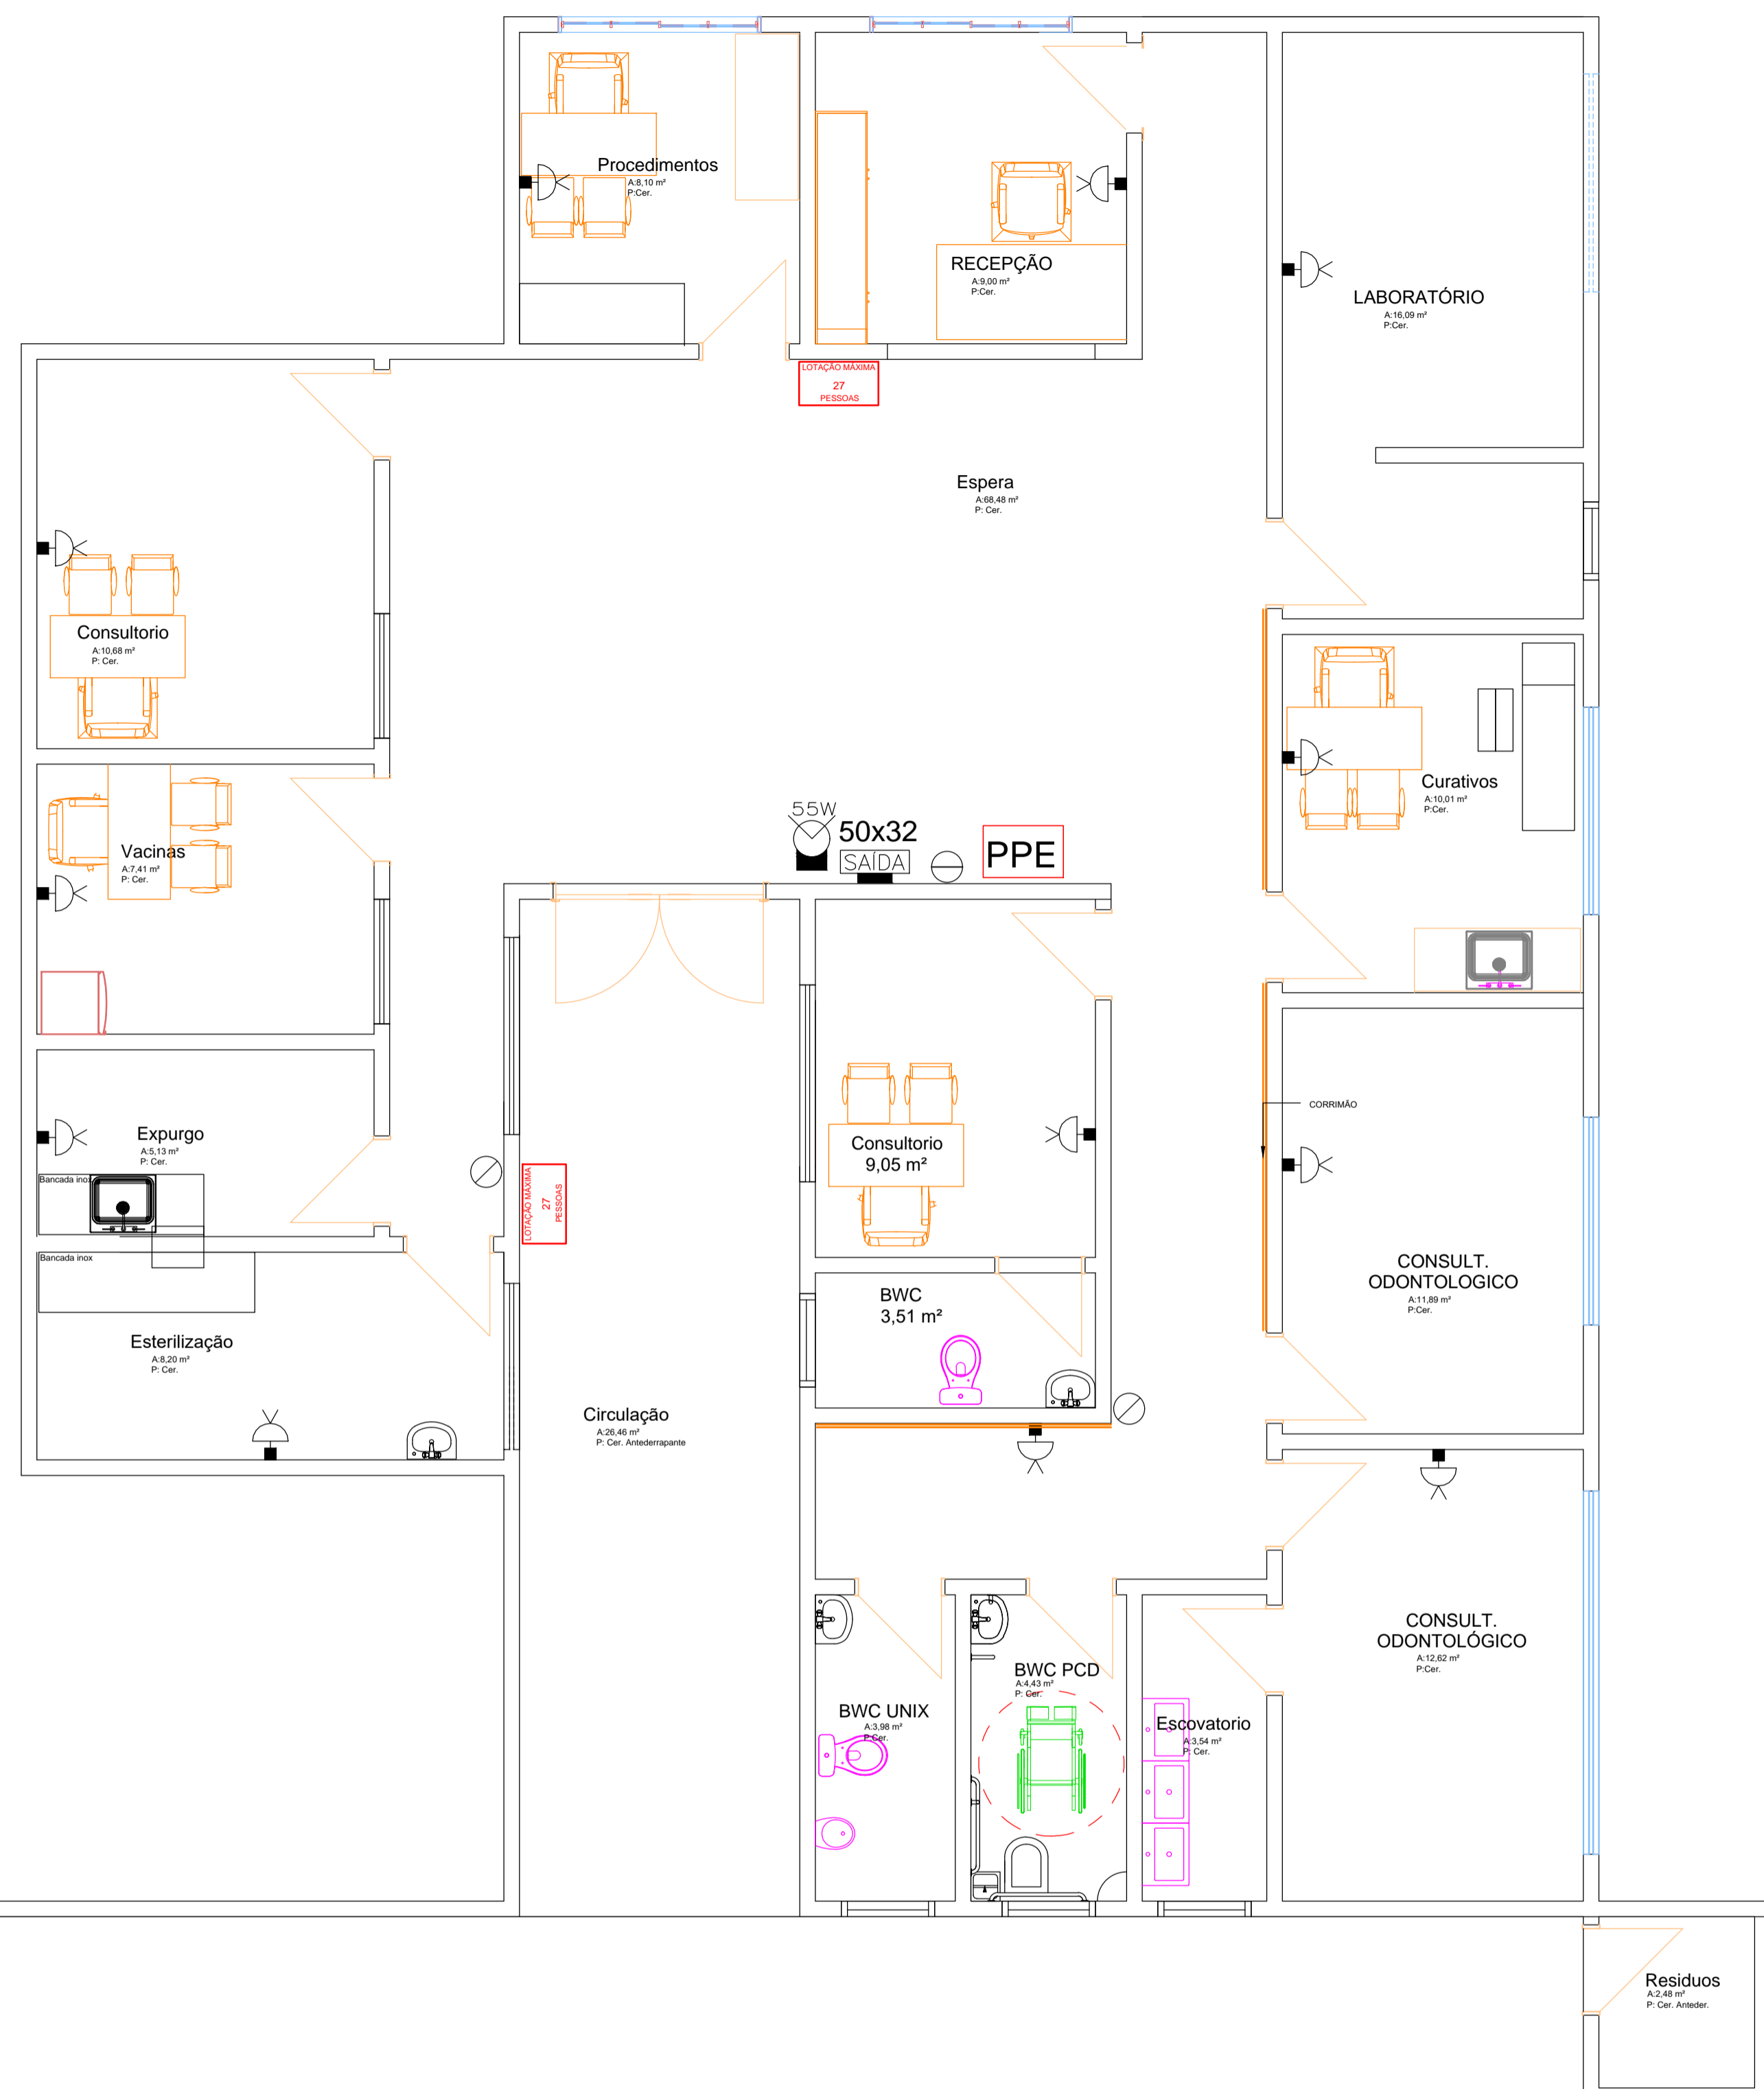 Procedimentos
A:8,10 m²
P:Cer.
RECEPÇÃO
A:9,00 m²
P:Cer.
LABORATÓRIO
A:16,09 m²
P:Cer.
LOTAÇÃO MÁXIMA
27
PESSOAS
Espera
A:68,48 m²
P: Cer.
Consultorio
A:10,68 m²
P: Cer.
Curativos
A:10,01 m²
P:Cer.
55W
50x32
SAÍDA
PPE
Vacinas
A:7,41 m²
P: Cer.
CORRIMÃO
Expurgo
A:5,13 m²
P: Cer.
Bancada inox
Consultorio
9,05 m²
LOTAÇÃO MÁXIMA
27
PESSOAS
Bancada inox
CONSULT.
ODONTOLOGICO
A:11,89 m²
P:Cer.
BWC
3,51 m²
Esterilização
A:8,20 m²
P: Cer.
Circulação
A:26,46 m²
P: Cer. Antederrapante
CONSULT.
ODONTOLÓGICO
A:12,62 m²
P:Cer.
BWC PCD
A:4,43 m²
P: Cer.
BWC UNIX
A:3,98 m²
P:Cer.
Escovatorio
A:3,54 m²
P: Cer.
Residuos
A:2,48 m²
P: Cer. Anteder.